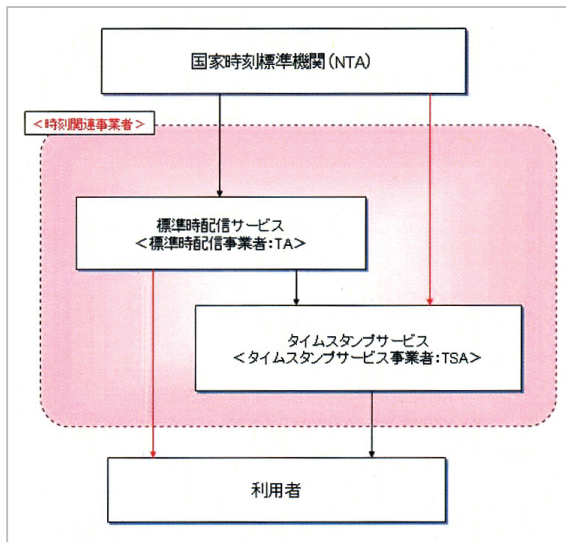 国家時刻標準機関(NTA)
<時刻関連事業者>
標準時配信サービス
<標準時配信事業者:TA>
タイムスタンプサービス
<タイムスタンプサービス事業者:TSA>
利用者